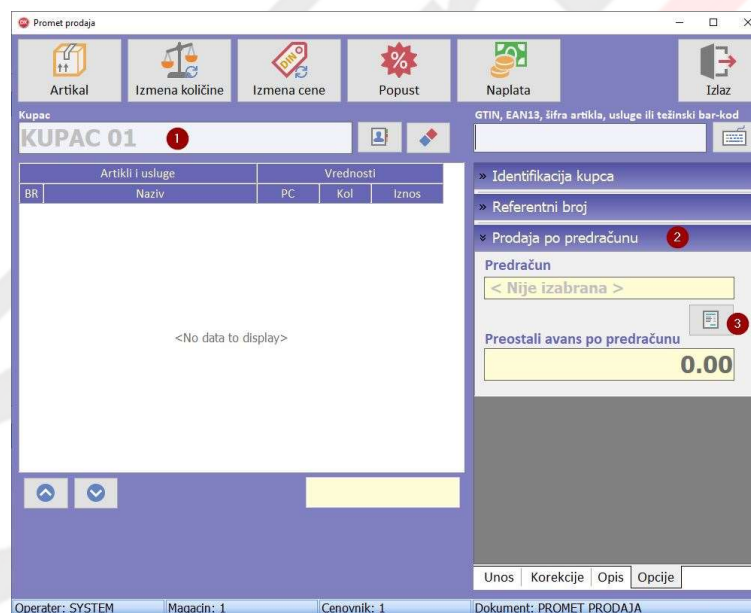 Promet prodaja
Artikal
Izmena količine
DIN
Izmena cene
%
Popust
Naplata
Izlaz
Kupac
KUPAC 01
1
GTIN, EAN13, šifra artikla, usluge ili težinski bar-kod
Artikli i usluge Vrednosti
BR Naziv PC Kol Iznos
<No data to display>
» Identifikacija kupca
» Referentni broj
Prodaja po predračunu 2
Predračun
< Nije izabrana >
3
Preostali avans po predračunu
0.00
Unos Korekcije Opis Opcije
Operater: SYSTEM Magacin: 1 Cenovnik: 1 Dokument: PROMET PRODAJA